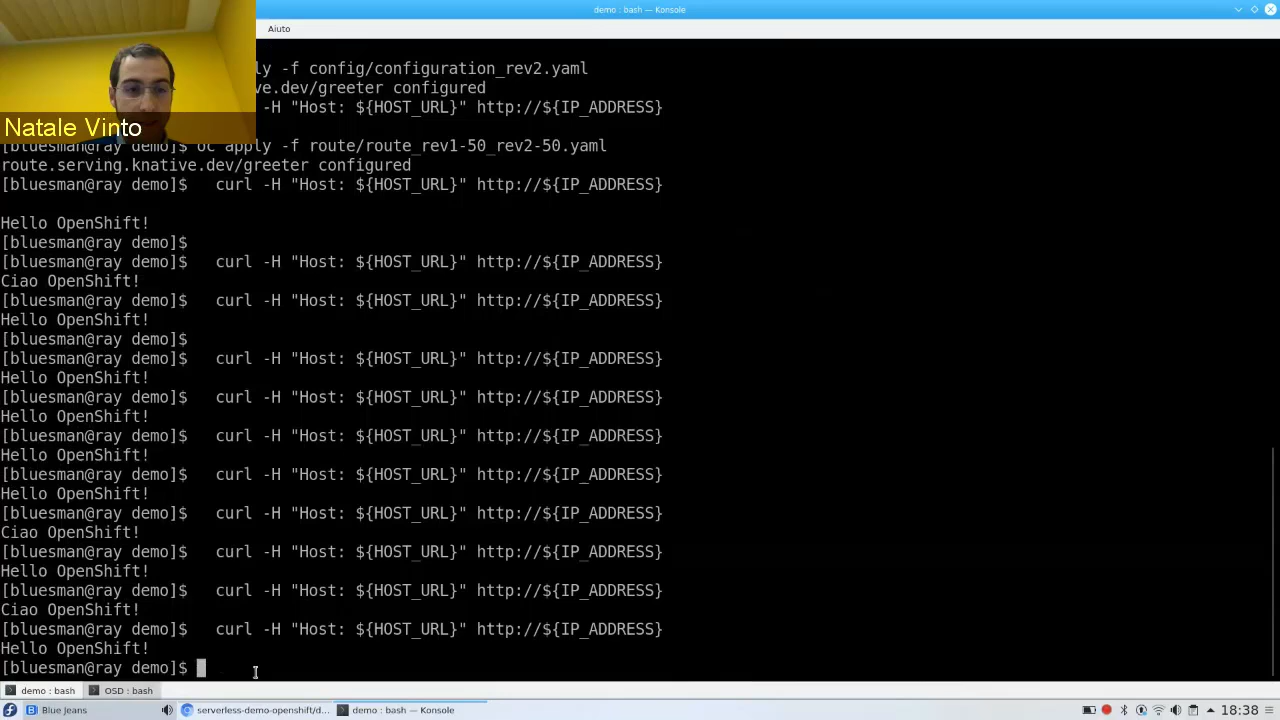 demo : bash — Konsole
Aiuto
ly -f config/configuration_rev2.yaml
ve.dev/greeter configured
-H "Host: ${HOST_URL}" http://${IP_ADDRESS}
Natale Vinto
[bluesman@ray demo]$ oc apply -f route/route_rev1-50_rev2-50.yaml
route.serving.knative.dev/greeter configured
[bluesman@ray demo]$   curl -H "Host: ${HOST_URL}" http://${IP_ADDRESS}
Hello OpenShift!
[bluesman@ray demo]$
[bluesman@ray demo]$   curl -H "Host: ${HOST_URL}" http://${IP_ADDRESS}
Ciao OpenShift!
[bluesman@ray demo]$   curl -H "Host: ${HOST_URL}" http://${IP_ADDRESS}
Hello OpenShift!
[bluesman@ray demo]$
[bluesman@ray demo]$   curl -H "Host: ${HOST_URL}" http://${IP_ADDRESS}
Hello OpenShift!
[bluesman@ray demo]$   curl -H "Host: ${HOST_URL}" http://${IP_ADDRESS}
Hello OpenShift!
[bluesman@ray demo]$   curl -H "Host: ${HOST_URL}" http://${IP_ADDRESS}
Hello OpenShift!
[bluesman@ray demo]$   curl -H "Host: ${HOST_URL}" http://${IP_ADDRESS}
Hello OpenShift!
[bluesman@ray demo]$   curl -H "Host: ${HOST_URL}" http://${IP_ADDRESS}
Ciao OpenShift!
[bluesman@ray demo]$   curl -H "Host: ${HOST_URL}" http://${IP_ADDRESS}
Hello OpenShift!
[bluesman@ray demo]$   curl -H "Host: ${HOST_URL}" http://${IP_ADDRESS}
Ciao OpenShift!
[bluesman@ray demo]$   curl -H "Host: ${HOST_URL}" http://${IP_ADDRESS}
Hello OpenShift!
[bluesman@ray demo]$
demo : bash OSD : bash
Blue Jeans serverless-demo-openshift/d... demo : bash — Konsole 18:38